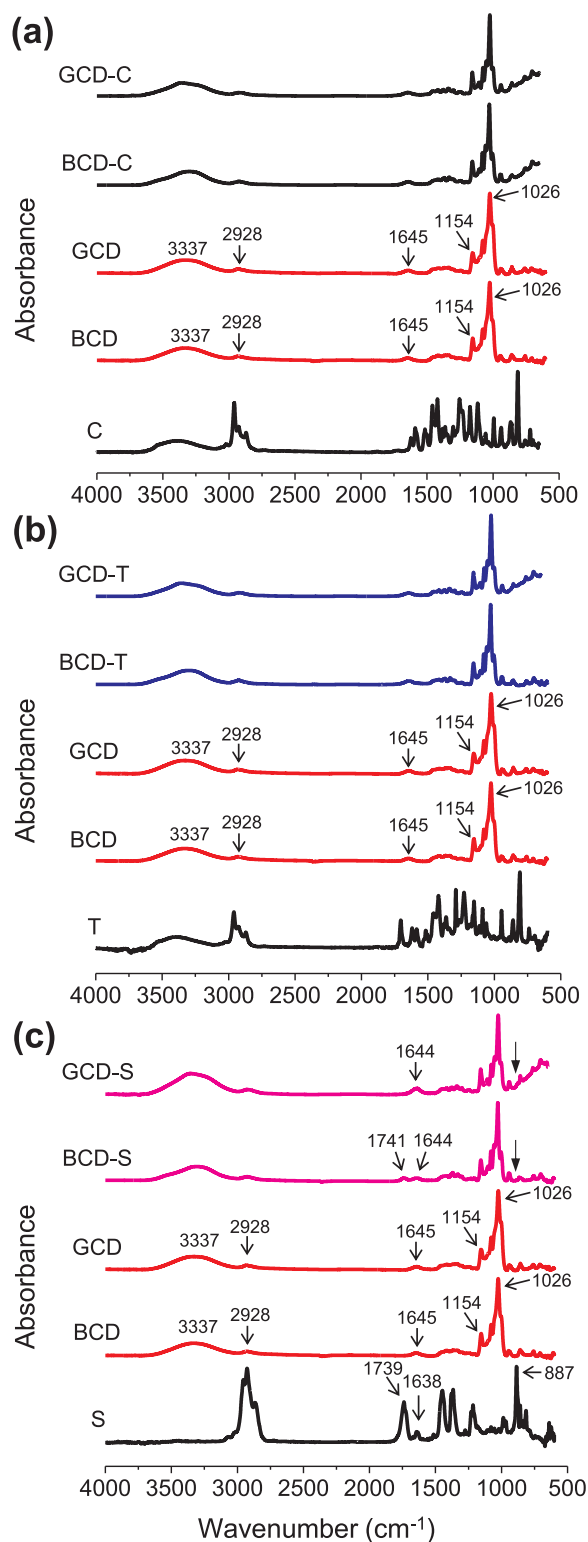 (a)
GCD-C
BCD-C
1026
GCD 3337 2928 1645 1154
1026
BCD 3337 2928 1645 1154
C
Absorbance
4000 3500 3000 2500 2000 1500 1000 500
(b)
GCD-T
BCD-T
1026
GCD 3337 2928 1645 1154
1026
BCD 3337 2928 1645 1154
T
Absorbance
4000 3500 3000 2500 2000 1500 1000 500
(c)
GCD-S 1644
BCD-S 1741 1644
1026
GCD 3337 2928 1645 1154
1026
BCD 3337 2928 1645 1154
S 1739 1638 887
Absorbance
4000 3500 3000 2500 2000 1500 1000 500
Wavenumber (cm⁻¹)